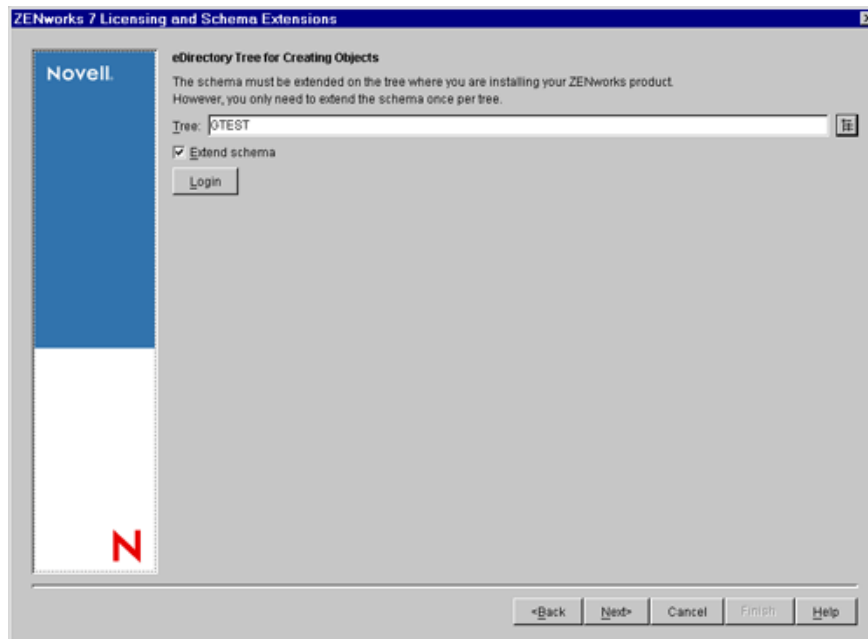 ZENworks 7 Licensing and Schema Extensions
Novell.
eDirectory Tree for Creating Objects
The schema must be extended on the tree where you are installing your ZENworks product.
However, you only need to extend the schema once per tree.
Tree: GTEST
Extend schema
Login
N
<Back Next> Cancel Finish Help